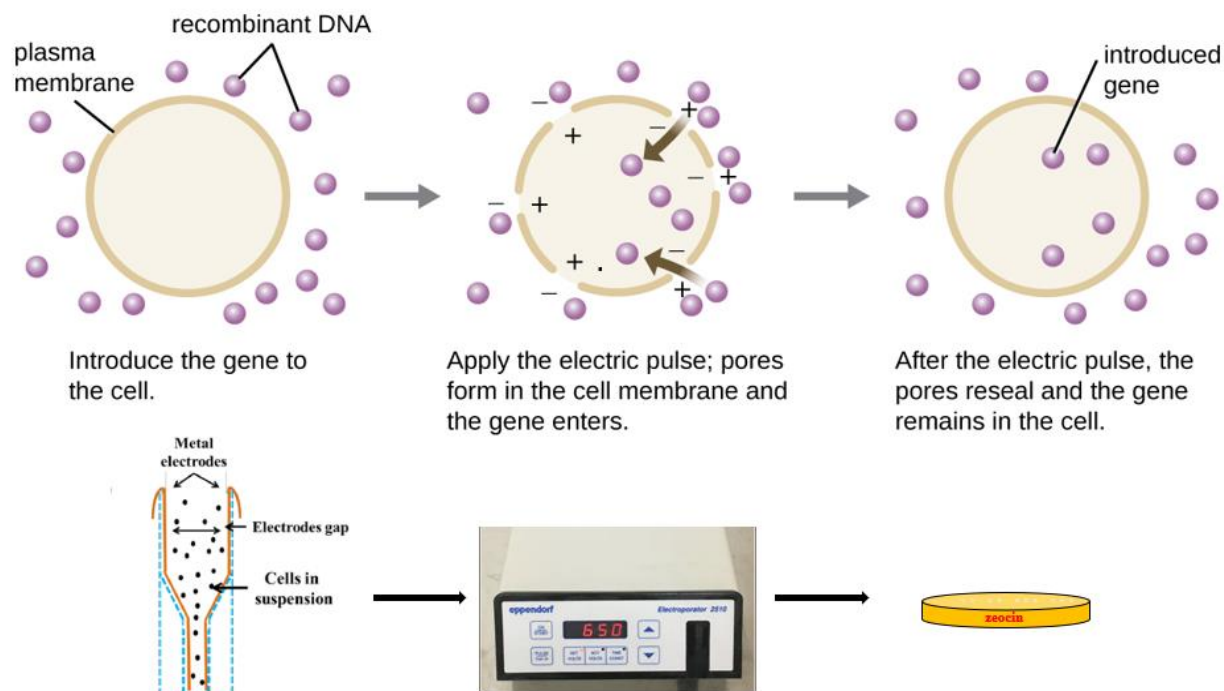 recombinant DNA
plasma
membrane
introduced
gene
Introduce the gene to
the cell.
Apply the electric pulse; pores
form in the cell membrane and
the gene enters.
After the electric pulse, the
pores reseal and the gene
remains in the cell.
Metal
electrodes
Electrodes gap
Cells in
suspension
eppendorf
Electroporator 2510
650
zeocin